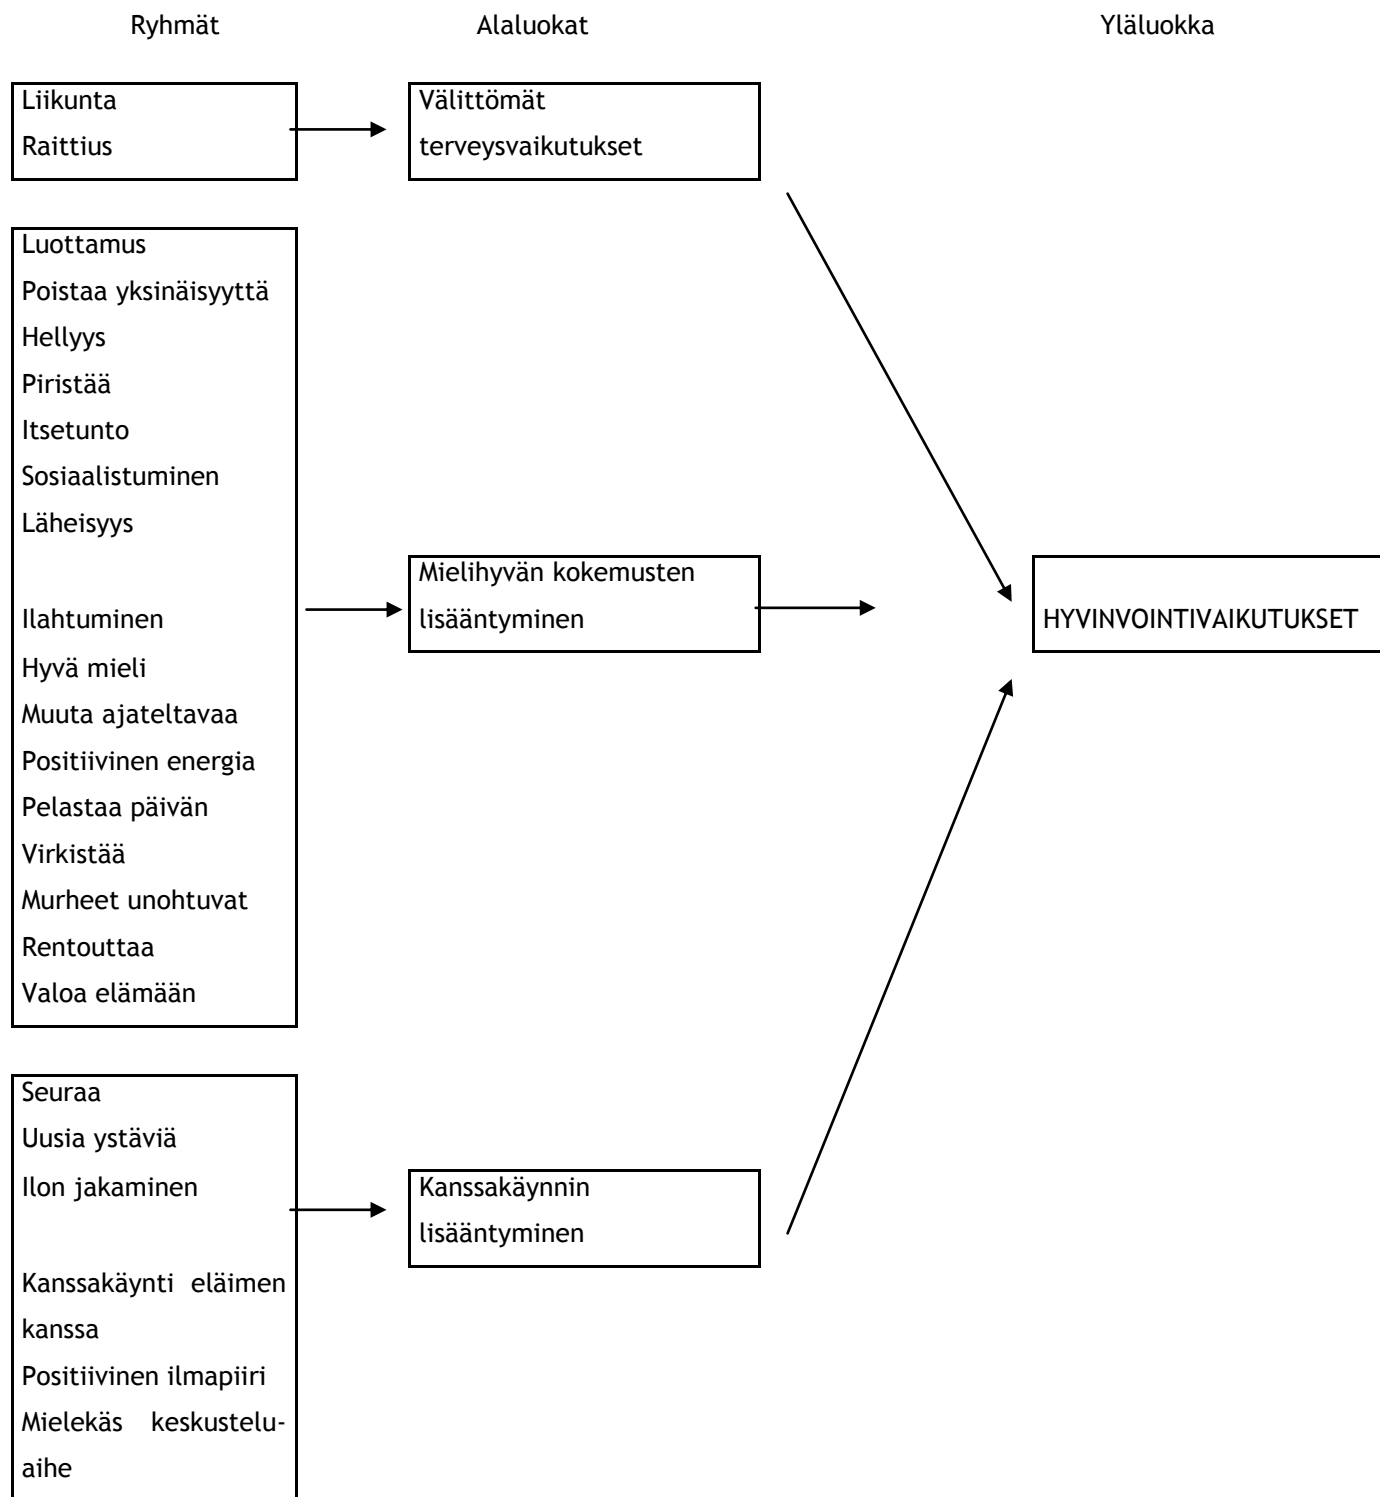 Ryhmät Alaluokat Yläluokka
Liikunta
Raittius
Välittömät
terveysvaikutukset
Luottamus
Poistaa yksinäisyyttä
Hellyys
Piristää
Itsetunto
Sosiaalistuminen
Läheisyys
Ilahtuminen
Hyvä mieli
Muuta ajateltavaa
Positiivinen energia
Pelastaa päivän
Virkistää
Murheet unohtuvat
Rentouttaa
Valoa elämään
Mielihyvän kokemusten
lisääntyminen
HYVINVOINTIVAIKUTUKSET
Seuraa
Uusia ystäviä
Ilon jakaminen
Kanssakäynti eläimen
kanssa
Positiivinen ilmapiiri
Mielekäs keskustelu-
aihe
Kanssakäynnin
lisääntyminen